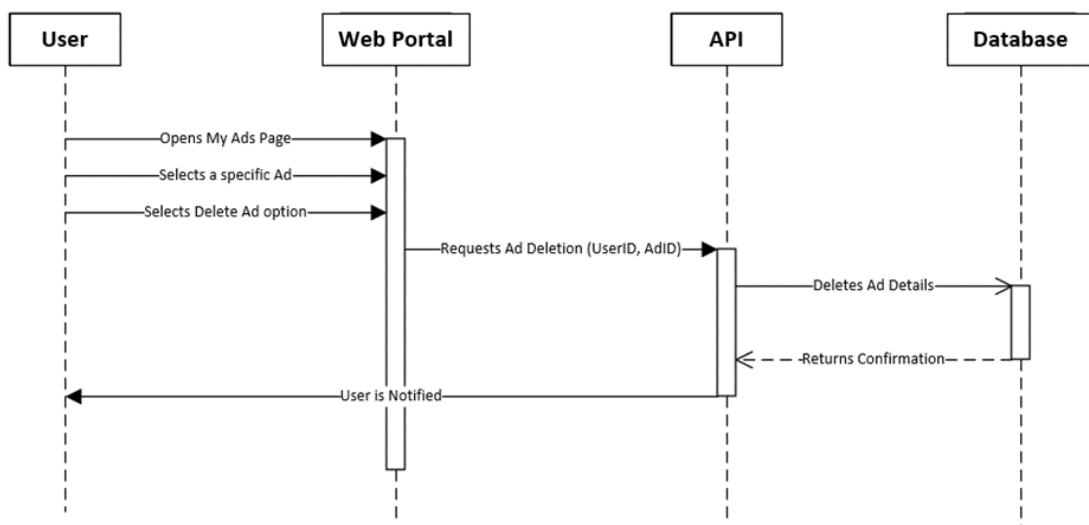 User
Web Portal
API
Database
Opens My Ads Page
Selects a specific Ad
Selects Delete Ad option
Requests Ad Deletion (UserID, AdID)
Deletes Ad Details
Returns Confirmation
User is Notified